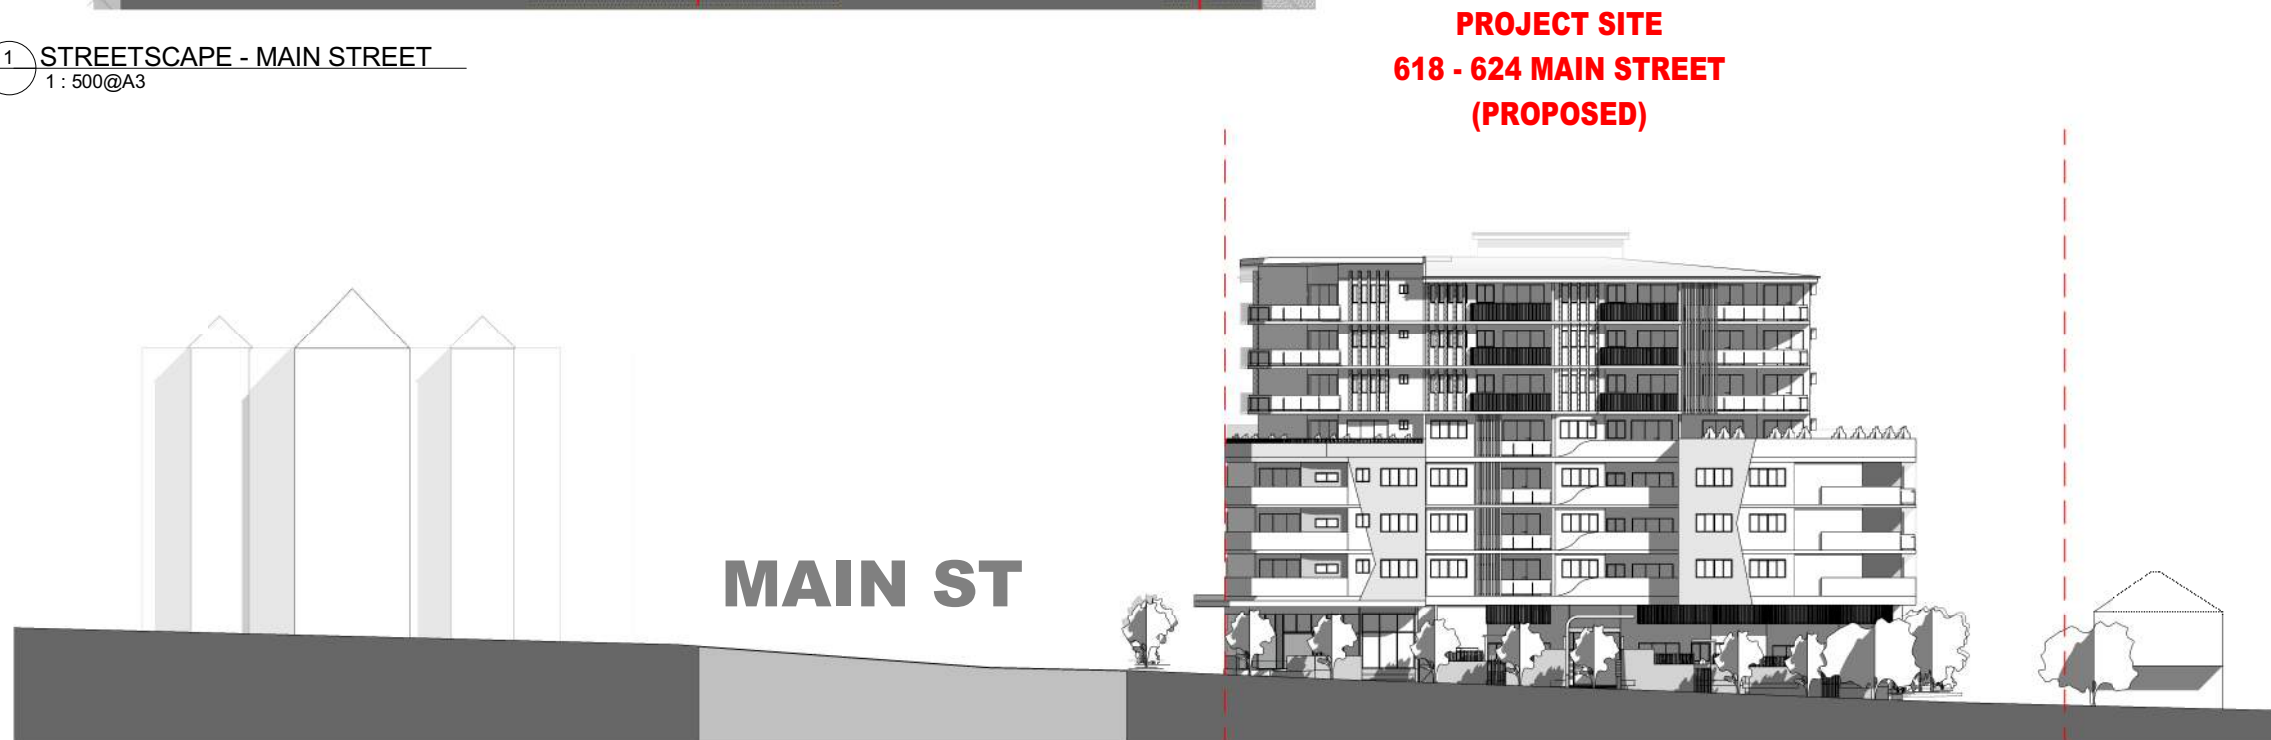 1
STREETSCAPE - MAIN STREET
1 : 500@A3
PROJECT SITE
618 - 624 MAIN STREET
(PROPOSED)
MAIN ST